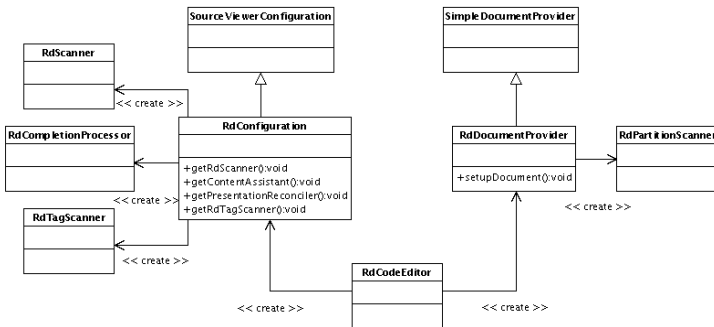 SourceViewerConfiguration
SimpleDocumentProvider
RdScanner
<< create >>
RdConfiguration
+getRdScanner():void
+getContentAssistant():void
+getPresentationReconciler():void
+getRdTagScanner():void
RdCompletionProcessor
<< create >>
RdTagScanner
<< create >>
RdDocumentProvider
+setupDocument():void
RdPartitionScanner
<< create >>
RdCodeEditor
<< create >>
<< create >>